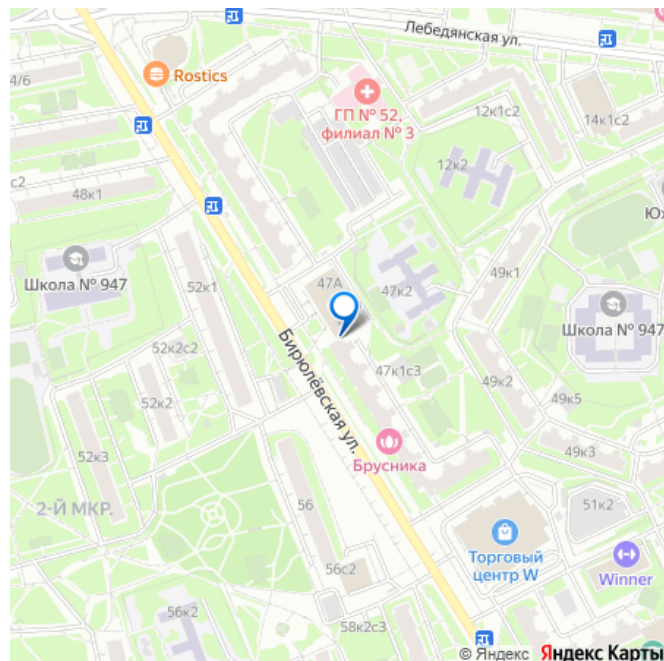 Лебедянская ул.
4/6
Rostics
ГП № 52,
филиал № 3
12к1с2
14к1с2
12к2
с2
48к1
Юх
Школа № 947
47А
47к2
49к1
52к1
Школа № 947
52к2с2
Бирюлёвская ул.
47к1с3
49к2
49к5
52к2
52к3
Брусника
49к3
2-Й МКР.
56
51к2
Торговый
центр W
Winner
56с2
56к2
58к2с3
© Яндекс Яндекс Карты